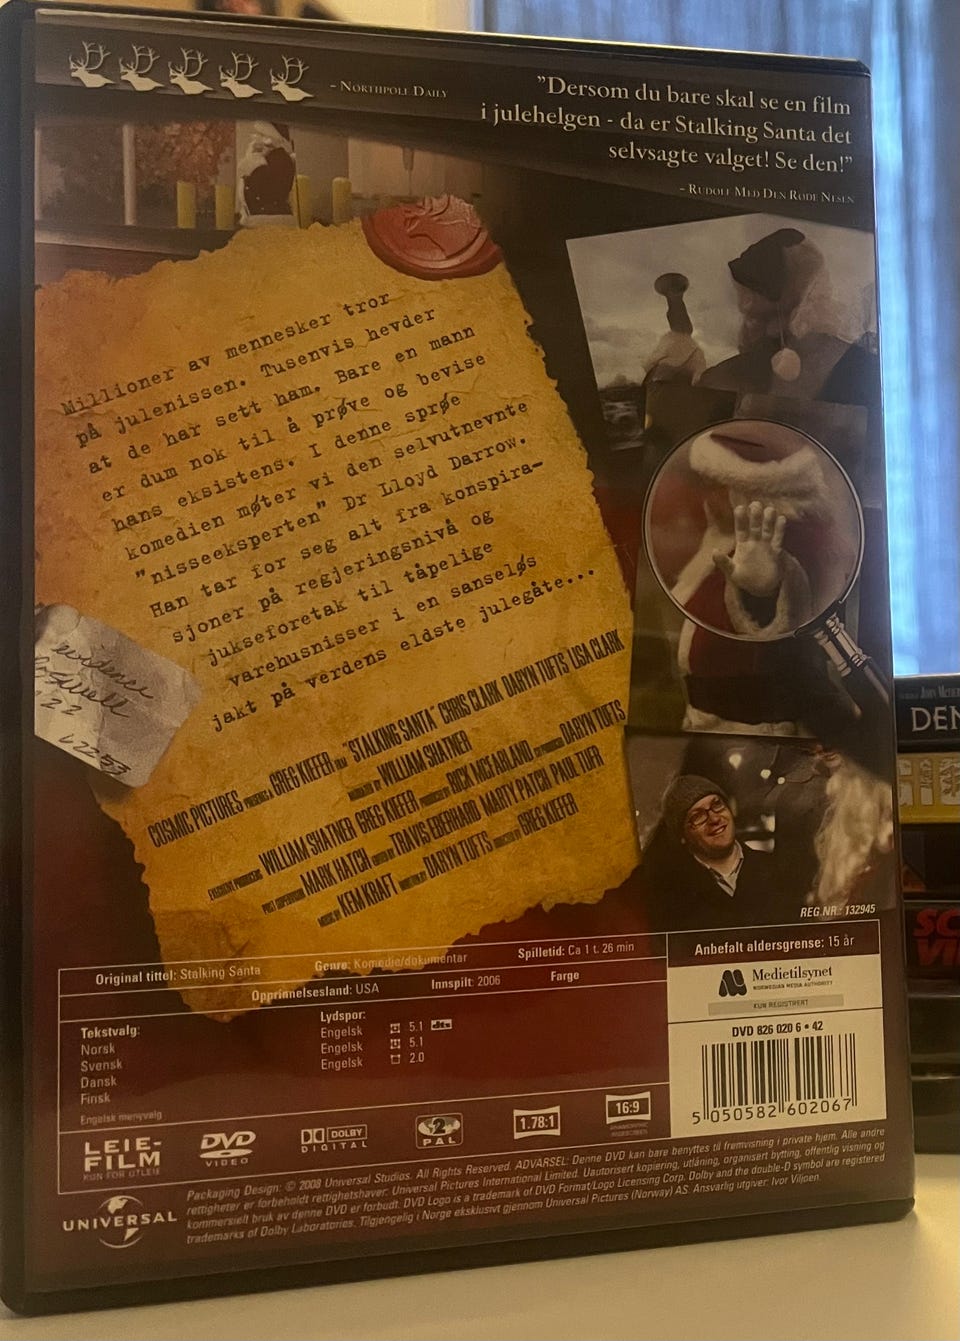 - Northpole Daily
"Dersom du bare skal se en film
i julehelgen - da er Stalking Santa det
selvsagte valget! Se den!"
- Rudolf Med Den Røde Nesen
Millioner av mennesker tror
på julenissen. Tusenvis hevder
at de har sett ham. Bare en mann
er dum nok til å prøve og bevise
hans eksistens. I denne sprøe
komedien møter vi den selvutnevnte
"nisseeksperten" Dr Lloyd Darrow.
Han tar for seg alt fra konspira-
sjoner på regjeringsnivå og
jukseforetak til tåpelige
varehusnisser i en sanseløs
jakt på verdens eldste julegåte...
evidence
22
COSMIC PICTURES PRESENTS A GREG KIEFER FILM "STALKING SANTA" CHRIS CLARK DARYN TUFTS LISA CLARK
NARRATED BY WILLIAM SHATNER
EXECUTIVE PRODUCERS WILLIAM SHATNER GREG KIEFER PRODUCED BY RICK MCFARLAND CO-PRODUCER DARYN TUFTS
POST SUPERVISOR MARK HATCH EDITED BY TRAVIS EBERHARD MARTY PATCH PAUL TUFR
MUSIC BY KEM KRAFT WRITTEN BY DARYN TUFTS DIRECTED BY GREG KIEFER
REG.NR.: 132945
Original tittel: Stalking Santa
Genre: Komedie/dokumentar
Spilletid: Ca 1 t. 26 min
Opprinnelsesland: USA
Innspilt: 2006
Farge
Anbefalt aldersgrense: 15 år
Medietilsynet
NORWEGIAN MEDIA AUTHORITY
KUN REGISTRERT
Tekstvalg:
Norsk
Svensk
Dansk
Finsk
Engelsk menyvalg
Lydspor:
Engelsk 5.1 dts
Engelsk 5.1
Engelsk 2.0
DVD 826 020 6 • 42
5 050582 602067
LEIE-
FILM
KUN FOR UTLEIE
DVD
VIDEO
DOLBY
DIGITAL
2
PAL
1.78:1
16:9
ANAMORPHIC
WIDESCREEN
UNIVERSAL
Packaging Design: © 2008 Universal Studios. All Rights Reserved. ADVARSEL: Denne DVD kan bare benyttes til fremvisning i private hjem. Alle andre
rettigheter er forbeholdt rettighetshaver: Universal Pictures International Limited. Uautorisert kopiering, utlåning, organisert bytting, offentlig visning og
kommersielt bruk av denne DVD er forbudt. DVD Logo is a trademark of DVD Format/Logo Licensing Corp. Dolby and the double-D symbol are registered
trademarks of Dolby Laboratories. Tilgjengelig i Norge eksklusivt gjennom Universal Pictures (Norway) AS. Ansvarlig utgiver: Ivor Viljoen.
DEN